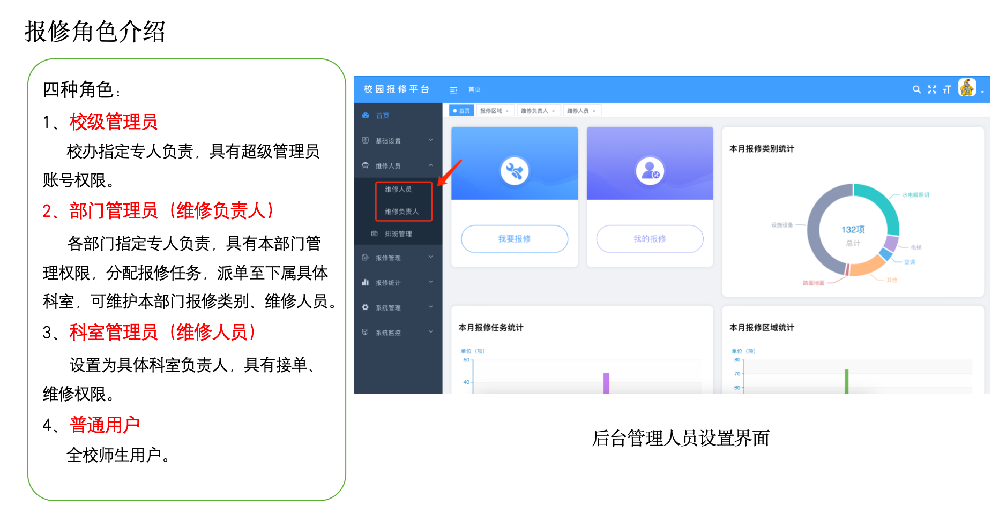 报修角色介绍
四种角色：
1、校级管理员
校办指定专人负责，具有超级管理员
账号权限。
2、部门管理员（维修负责人）
各部门指定专人负责，具有本部门管
理权限，分配报修任务，派单至下属具体
科室，可维护本部门报修类别、维修人员。
3、科室管理员（维修人员）
设置为具体科室负责人，具有接单、
维修权限。
4、普通用户
全校师生用户。
校园报修平台
首页
首页
基础设置
维修人员
维修人员
维修负责人
排班管理
报修管理
报修统计
系统管理
系统监控
首页 报修区域 × 维修负责人 × 维修人员 ×
我要报修
我的报修
本月报修类别统计
水电暖照明
设施设备
132项
总计
电梯
空调
其他
路面地面
本月报修任务统计
单位（项）
50
40
本月报修区域统计
单位（项）
80
70
60
后台管理人员设置界面